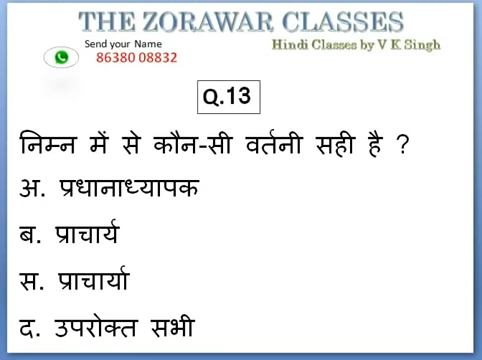 THE ZORAWAR CLASSES
Send your Name
Hindi Classes by V K Singh
86380 08832
Q.13
निम्न में से कौन-सी वर्तनी सही है ?
अ. प्रधानाध्यापक
ब. प्राचार्य
स. प्राचार्या
द. उपरोक्त सभी